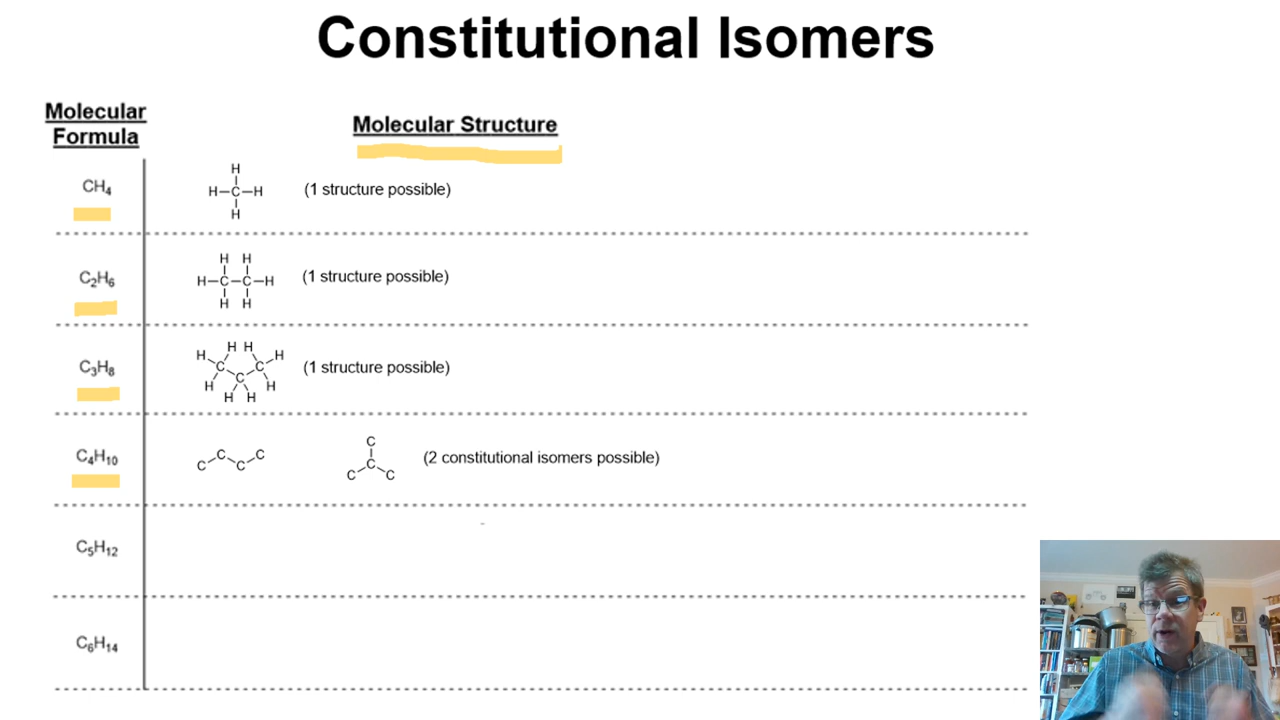 Constitutional Isomers
Molecular
Formula
Molecular Structure
CH₄
H
H–C–H
H
(1 structure possible)
C₂H₆
H H
H–C–C–H
H H
(1 structure possible)
C₃H₈
H H
H H
C C
C
H H
H H
(1 structure possible)
C₄H₁₀
C C
C C
C
C
C C
(2 constitutional isomers possible)
C₅H₁₂
C₆H₁₄